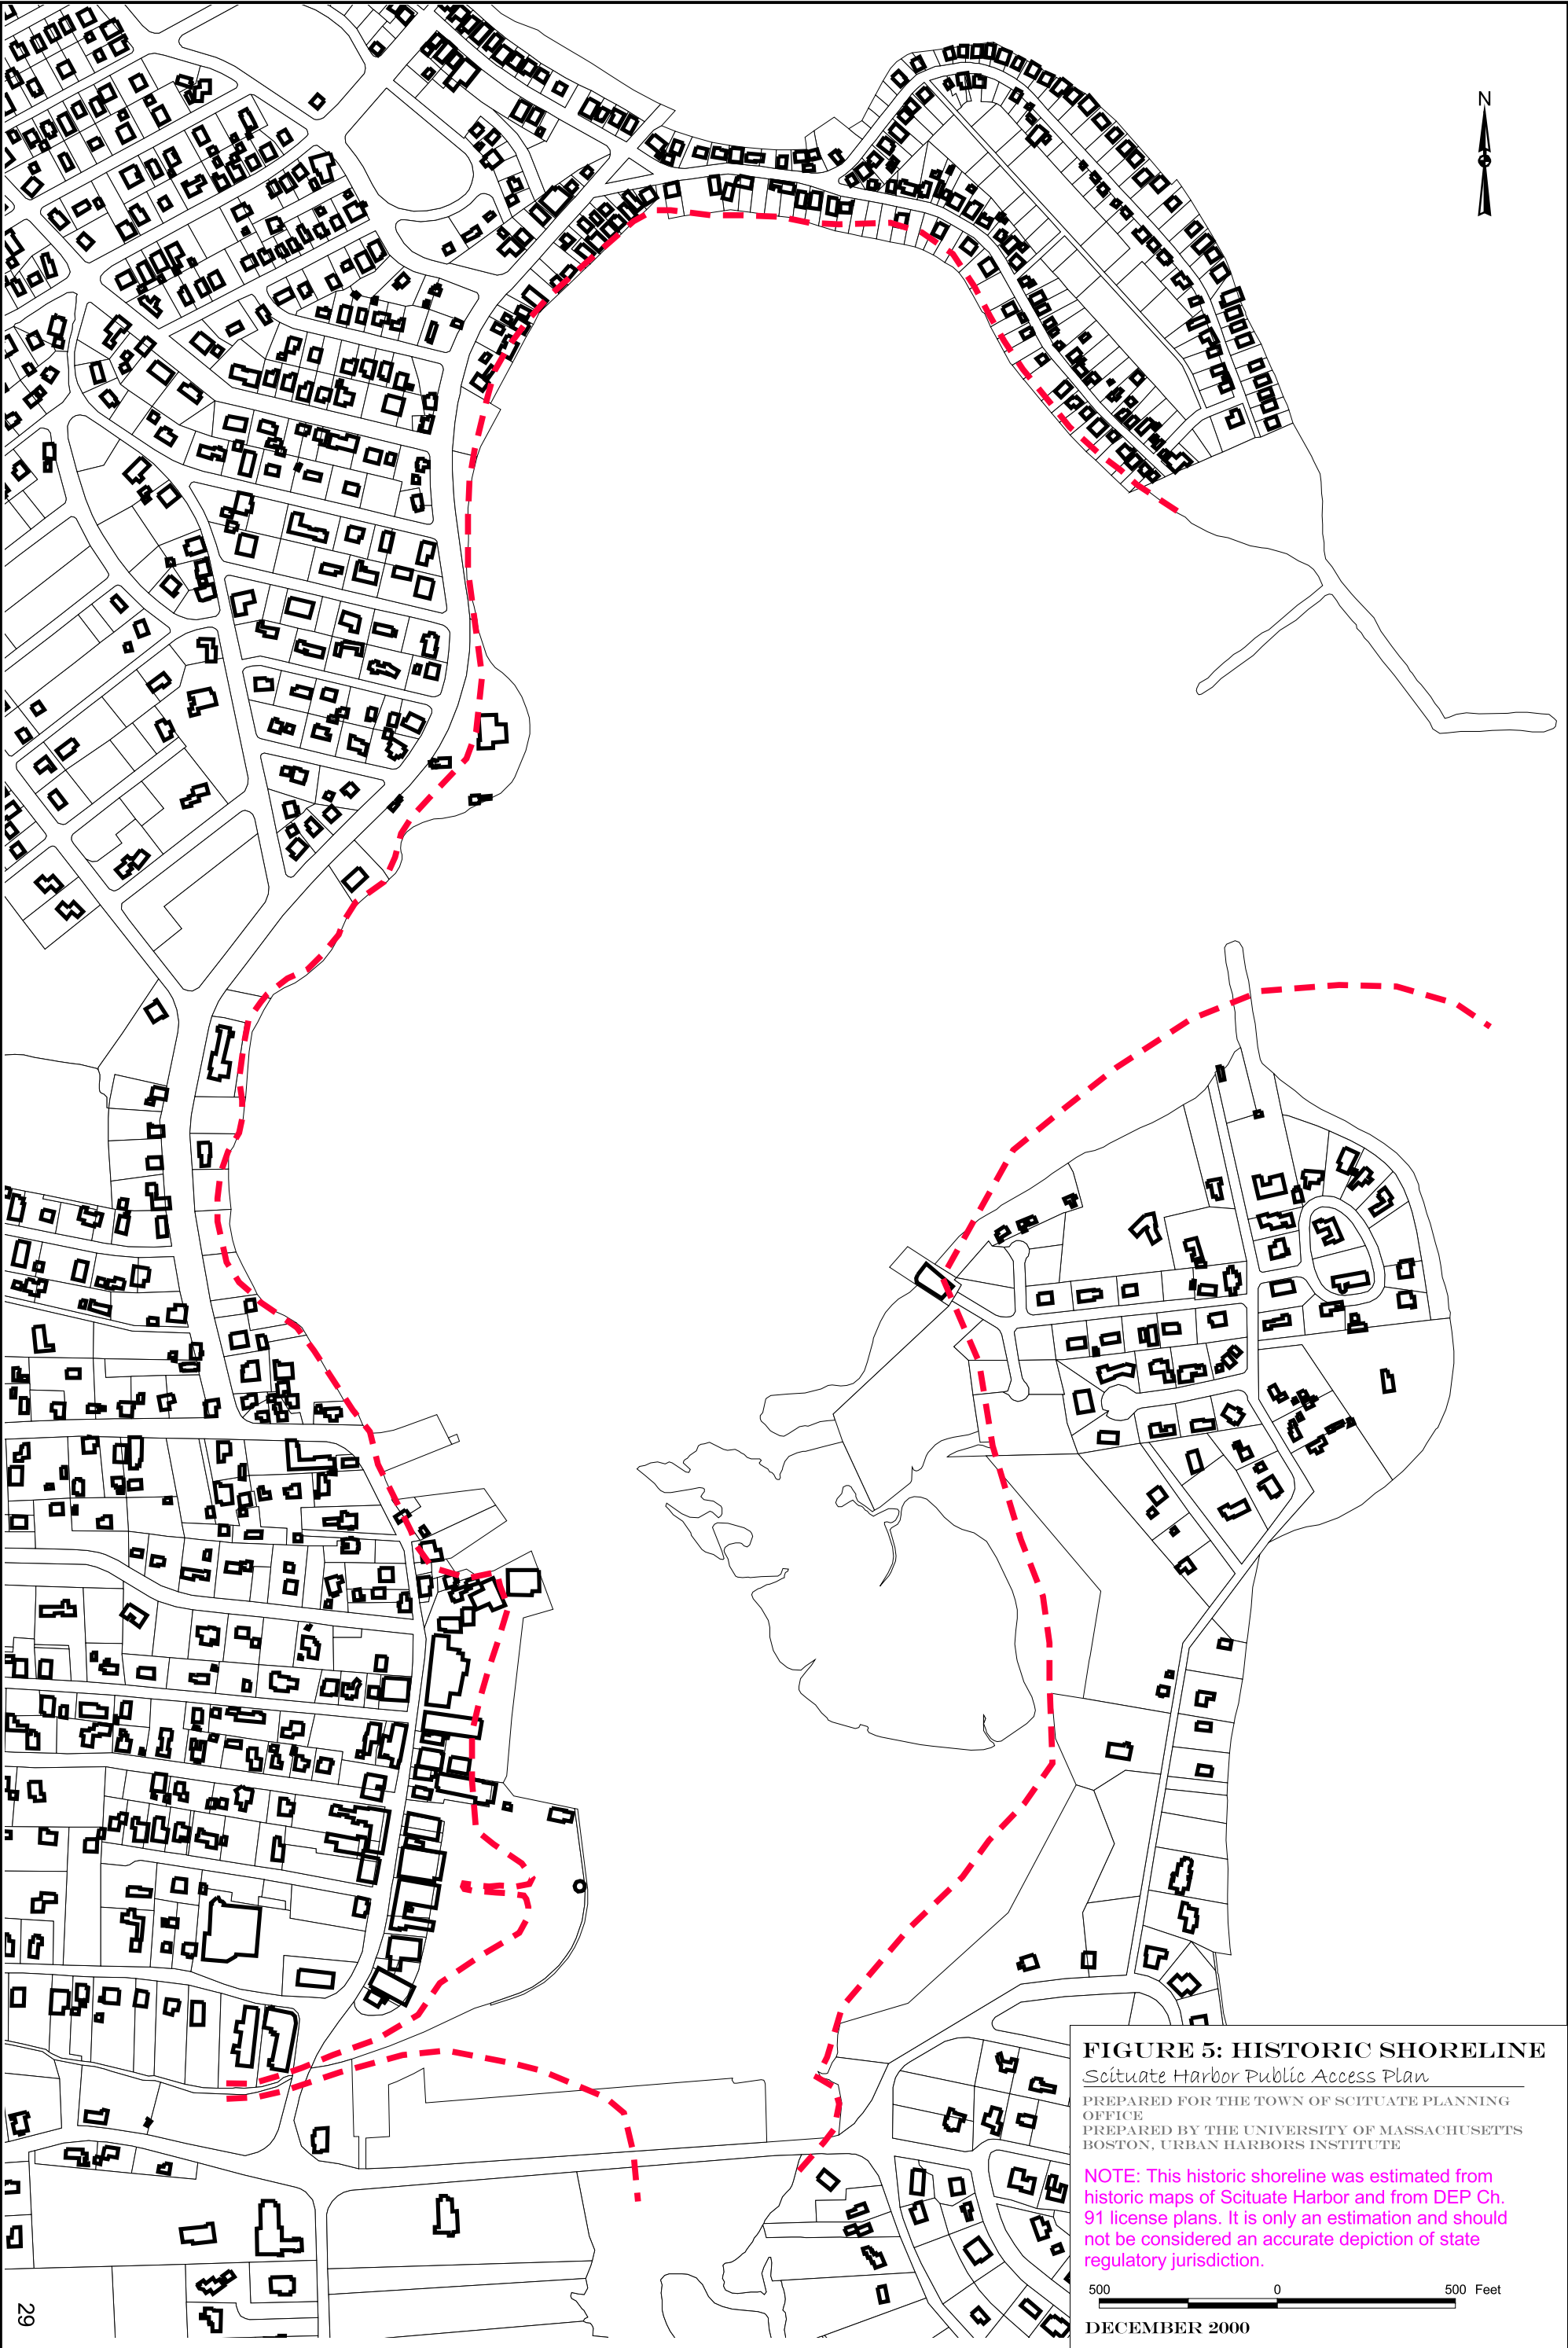 N
FIGURE 5: HISTORIC SHORELINE
Scituate Harbor Public Access Plan
PREPARED FOR THE TOWN OF SCITUATE PLANNING
OFFICE
PREPARED BY THE UNIVERSITY OF MASSACHUSETTS
BOSTON, URBAN HARBORS INSTITUTE
NOTE: This historic shoreline was estimated from
historic maps of Scituate Harbor and from DEP Ch.
91 license plans. It is only an estimation and should
not be considered an accurate depiction of state
regulatory jurisdiction.
500 0 500 Feet
DECEMBER 2000
29